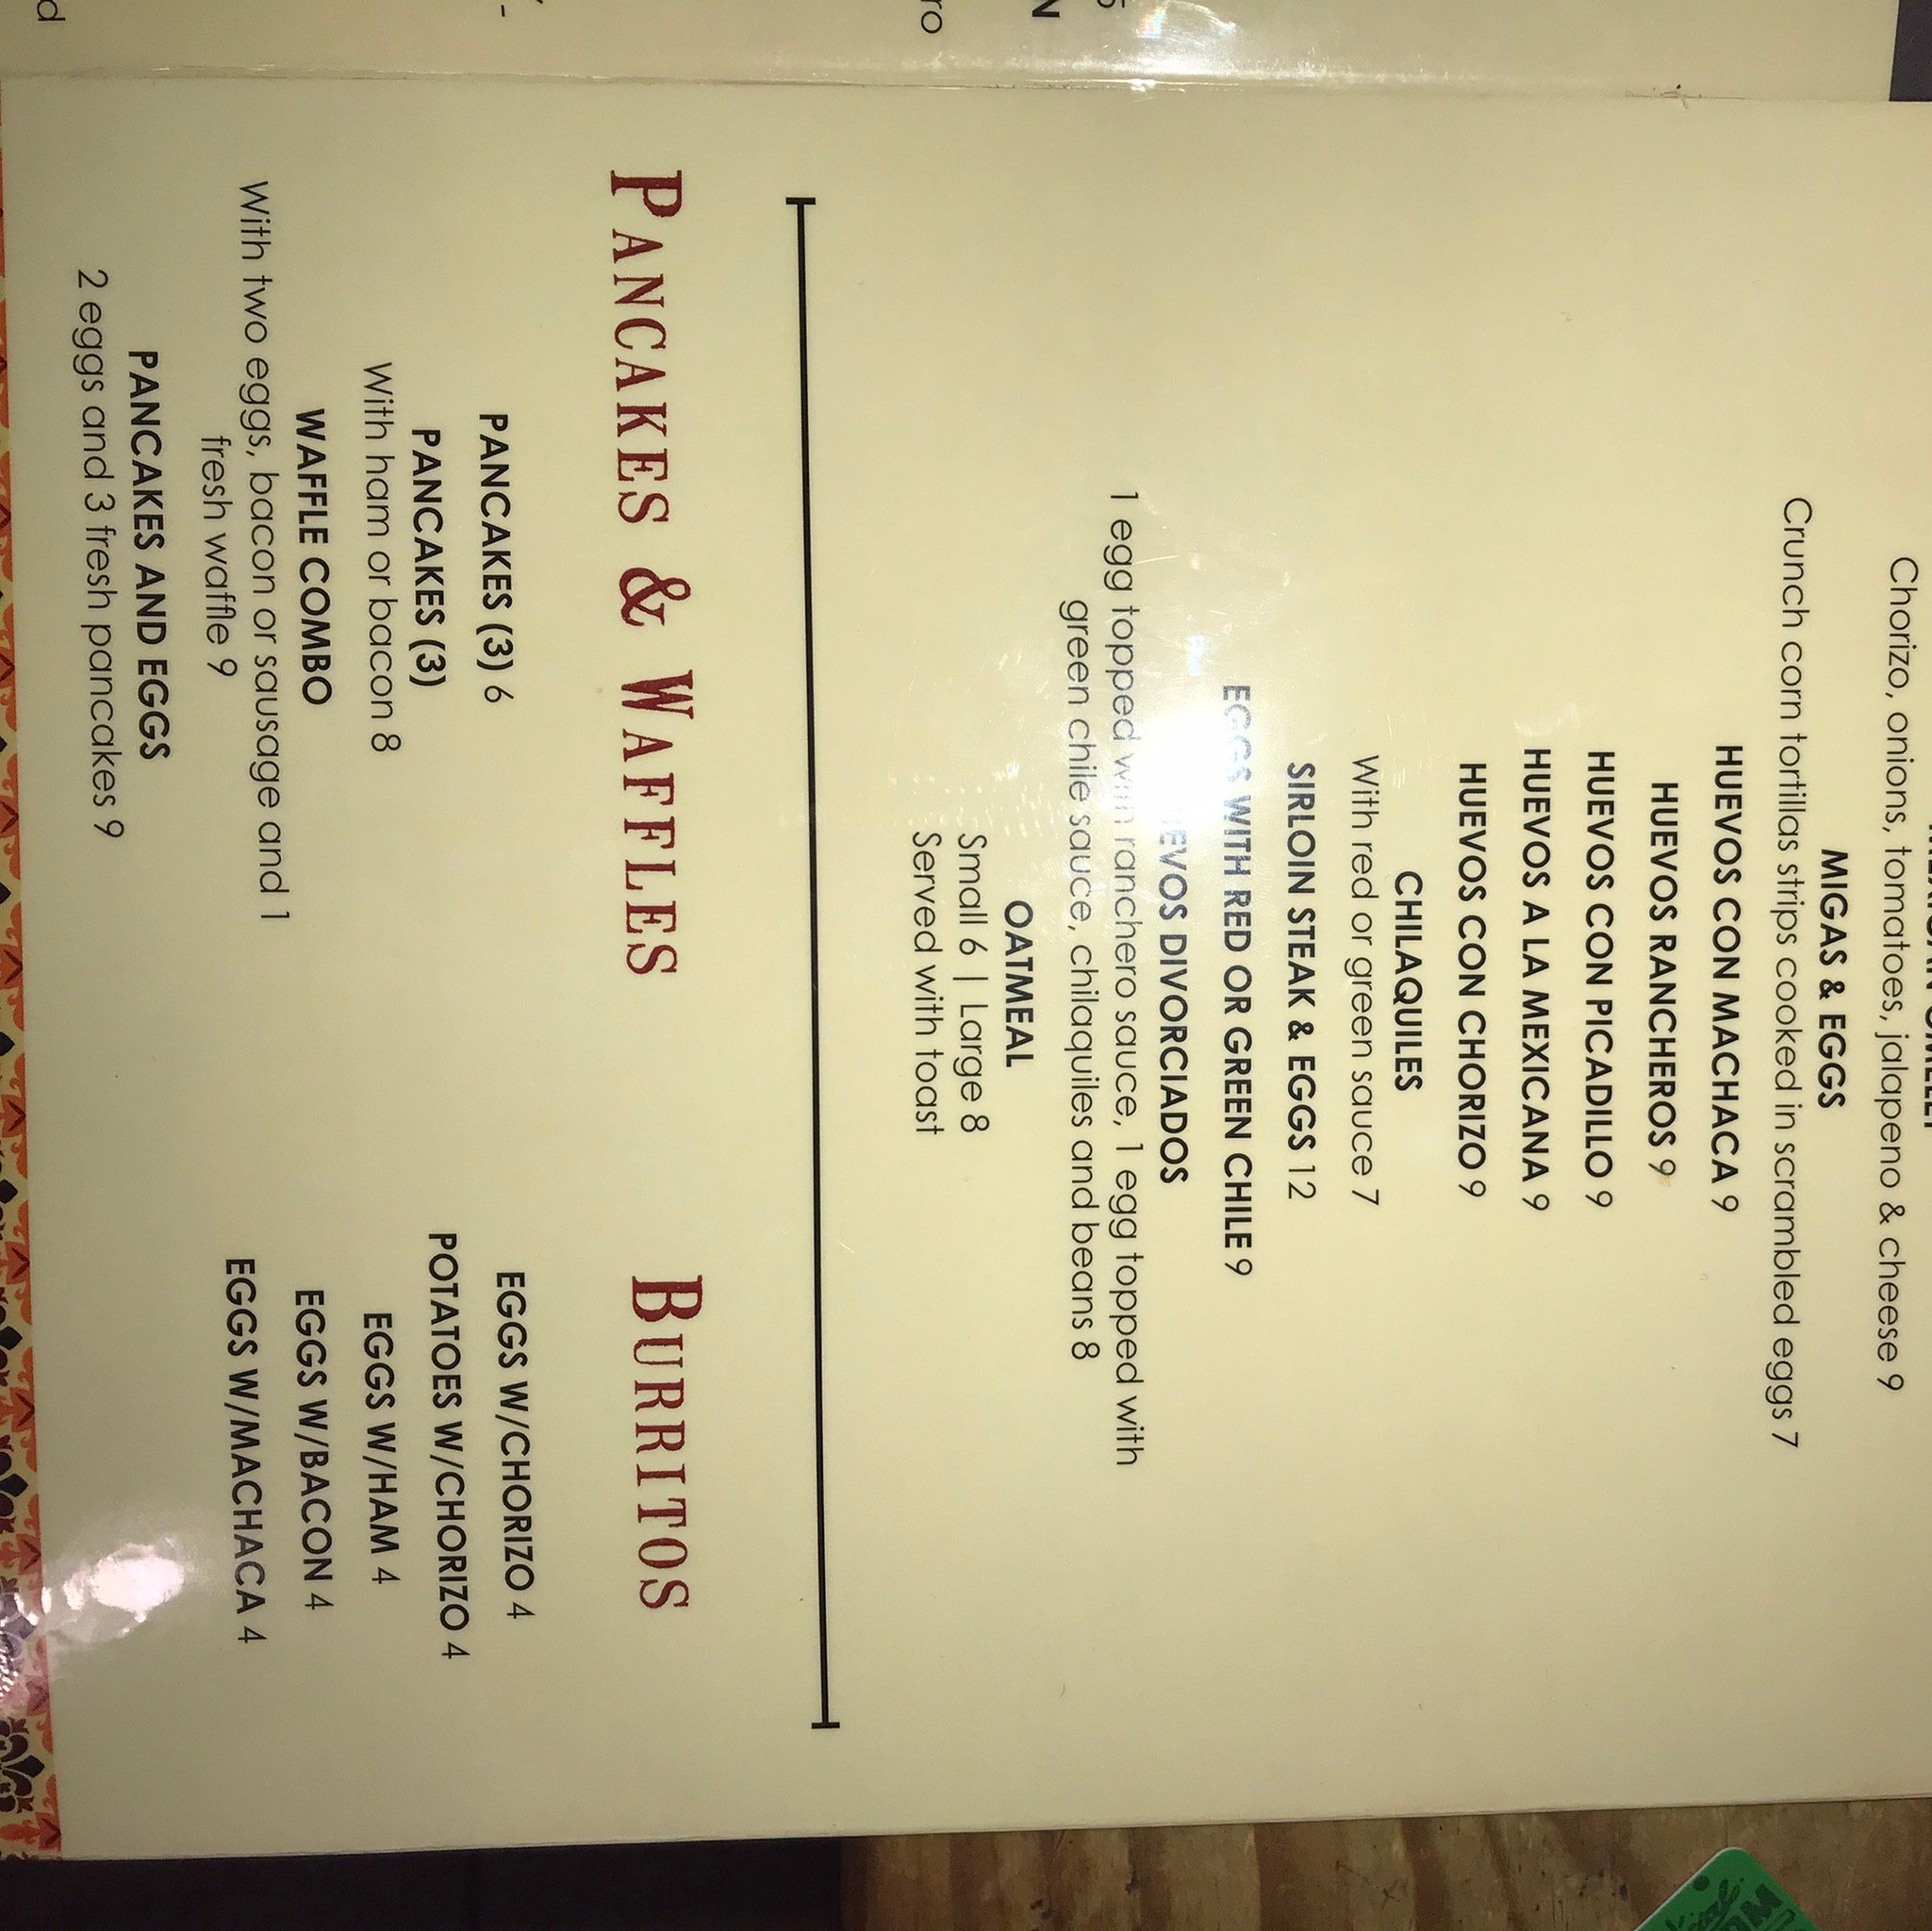 Chorizo, onions, tomatoes, jalapeno & cheese 9
MIGAS & EGGS
Crunch corn tortillas strips cooked in scrambled eggs 7
HUEVOS CON MACHACA 9
HUEVOS RANCHEROS 9
HUEVOS CON PICADILLO 9
HUEVOS A LA MEXICANA 9
HUEVOS CON CHORIZO 9
CHILAQUILES
With red or green sauce 7
SIRLOIN STEAK & EGGS 12
EGGS WITH RED OR GREEN CHILE 9
DIVORCIADOS
1 egg topped with ranchero sauce, 1 egg topped with
green chile sauce, chilaquiles and beans 8
OATMEAL
Small 6 | Large 8
Served with toast
PANCAKES & WAFFLES
PANCAKES (3) 6
PANCAKES (3)
With ham or bacon 8
WAFFLE COMBO
With two eggs, bacon or sausage and 1
fresh waffle 9
PANCAKES AND EGGS
2 eggs and 3 fresh pancakes 9
BURRITOS
EGGS W/CHORIZO 4
POTATOES W/CHORIZO 4
EGGS W/HAM 4
EGGS W/BACON 4
EGGS W/MACHACA 4